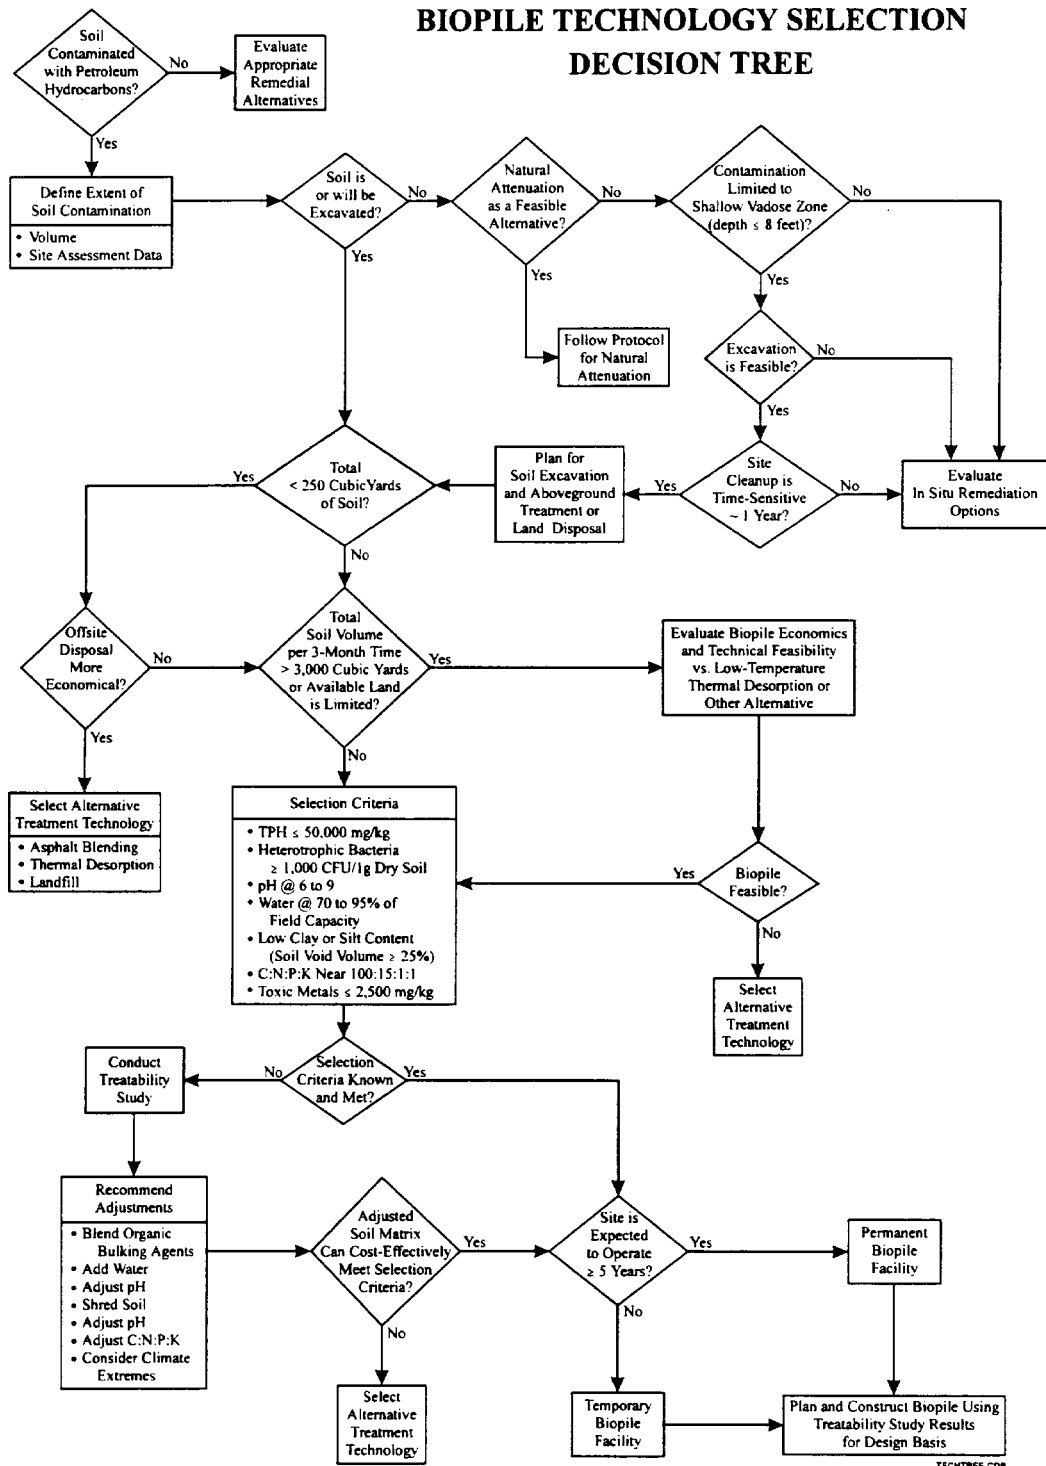 BIOPILE TECHNOLOGY SELECTION
DECISION TREE
Soil
Contaminated
with Petroleum
Hydrocarbons?
No
Evaluate
Appropriate
Remedial
Alternatives
Yes
Define Extent of
Soil Contamination
• Volume
• Site Assessment Data
Soil is
or will be
Excavated?
No
Yes
Natural
Attenuation
as a Feasible
Alternative?
No
Yes
Contamination
Limited to
Shallow Vadose Zone
(depth ≤ 8 feet)?
No
Yes
Follow Protocol
for Natural
Attenuation
Excavation
is Feasible?
No
Yes
Total
< 250 CubicYards
of Soil?
Yes
No
Plan for
Soil Excavation
and Aboveground
Treatment or
Land Disposal
Yes
Site
Cleanup is
Time-Sensitive
~ 1 Year?
No
Evaluate
In Situ Remediation
Options
Offsite
Disposal
More
Economical?
No
Yes
Total
Soil Volume
per 3-Month Time
> 3,000 Cubic Yards
or Available Land
is Limited?
Yes
No
Evaluate Biopile Economics
and Technical Feasibility
vs. Low-Temperature
Thermal Desorption or
Other Alternative
Select Alternative
Treatment Technology
• Asphalt Blending
• Thermal Desorption
• Landfill
Selection Criteria
• TPH ≤ 50,000 mg/kg
• Heterotrophic Bacteria
≥ 1,000 CFU/1g Dry Soil
• pH @ 6 to 9
• Water @ 70 to 95% of
Field Capacity
• Low Clay or Silt Content
(Soil Void Volume ≥ 25%)
• C:N:P:K Near 100:15:1:1
• Toxic Metals ≤ 2,500 mg/kg
Yes
Biopile
Feasible?
No
Select
Alternative
Treatment
Technology
Conduct
Treatability
Study
No
Selection
Criteria Known
and Met?
Yes
Recommend
Adjustments
• Blend Organic
Bulking Agents
• Add Water
• Adjust pH
• Shred Soil
• Adjust pH
• Adjust C:N:P:K
• Consider Climate
Extremes
Adjusted
Soil Matrix
Can Cost-Effectively
Meet Selection
Criteria?
Yes
No
Site is
Expected
to Operate
≥ 5 Years?
Yes
No
Permanent
Biopile
Facility
Select
Alternative
Treatment
Technology
Temporary
Biopile
Facility
Plan and Construct Biopile Using
Treatability Study Results
for Design Basis
TECHTREE.CDR